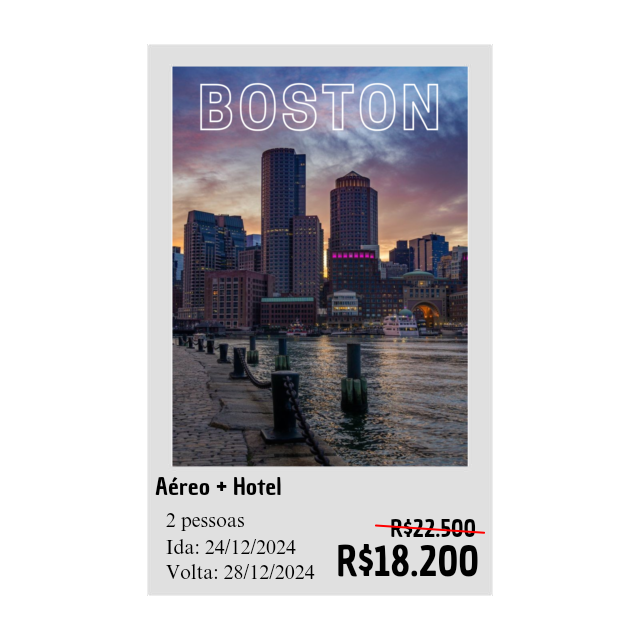 BOSTON
Aéreo + Hotel
2 pessoas
Ida: 24/12/2024
Volta: 28/12/2024
R$22.500
R$18.200